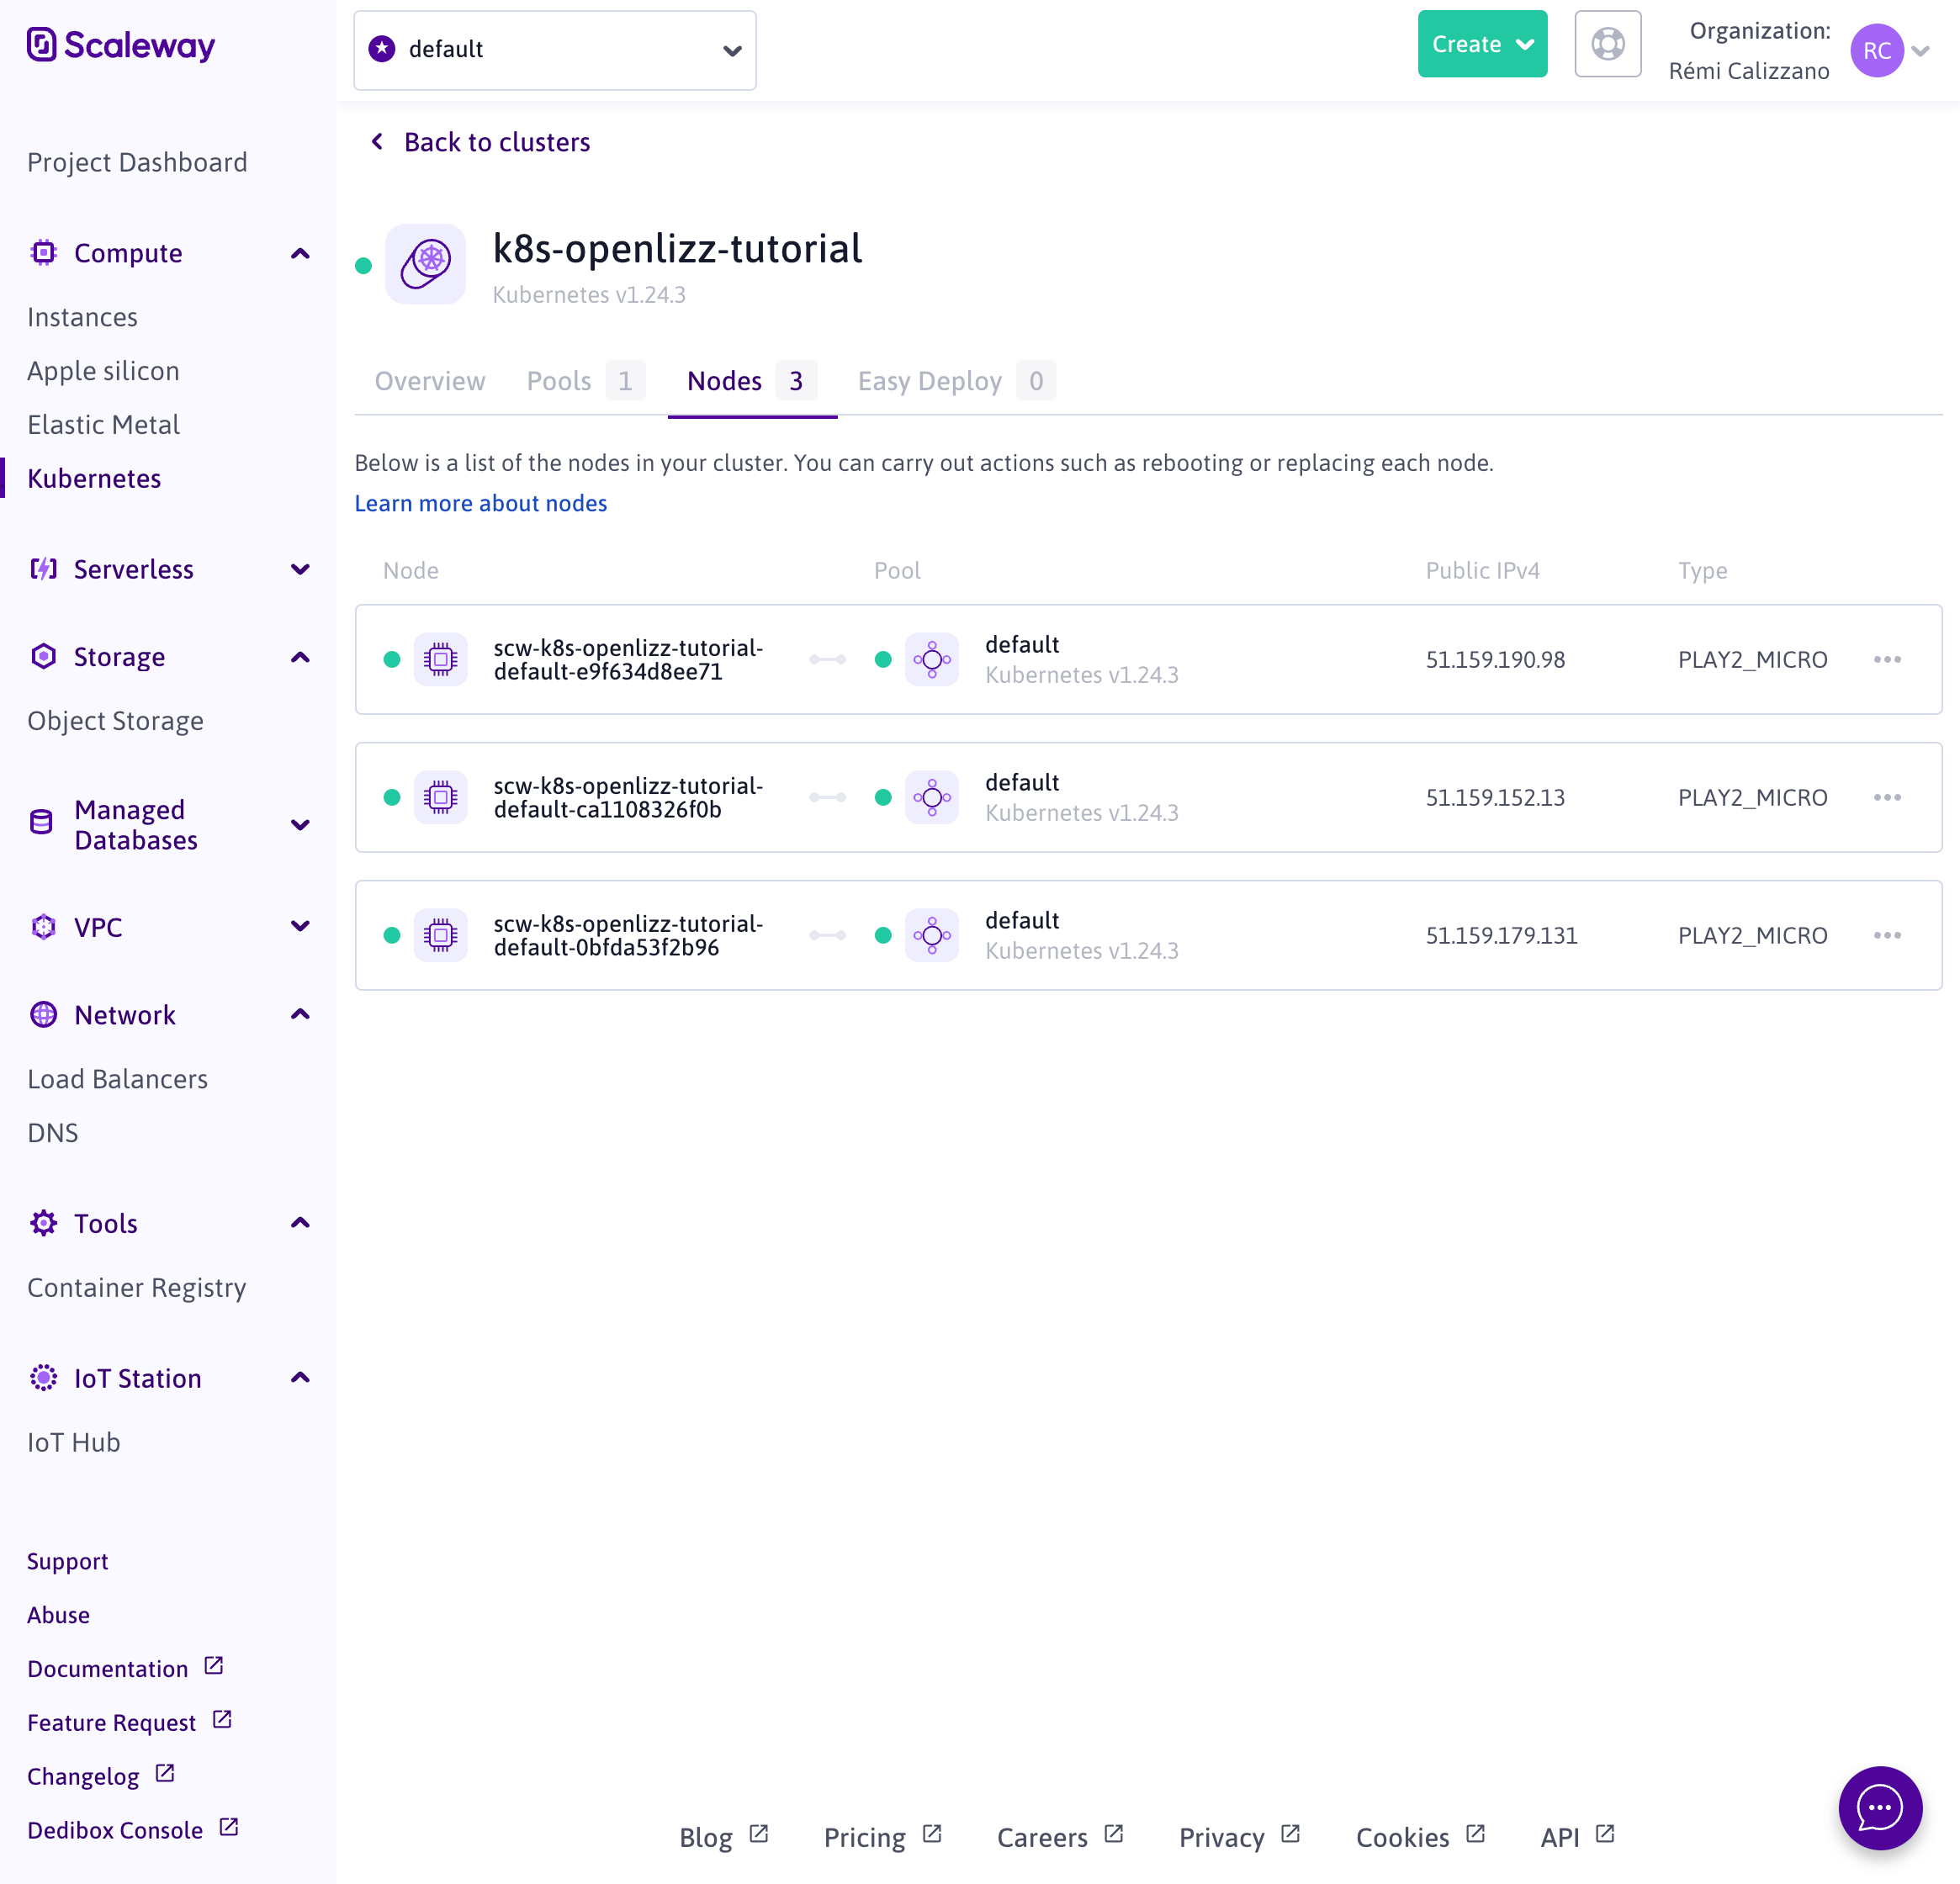 Scaleway
default
Create
Organization:
Rémi Calizzano
RC
Project Dashboard
Compute
Instances
Apple silicon
Elastic Metal
Kubernetes
Serverless
Storage
Object Storage
Managed
Databases
VPC
Network
Load Balancers
DNS
Tools
Container Registry
IoT Station
IoT Hub
Support
Abuse
Documentation
Feature Request
Changelog
Dedibox Console
Back to clusters
k8s-openlizz-tutorial
Kubernetes v1.24.3
Overview Pools 1 Nodes 3 Easy Deploy 0
Below is a list of the nodes in your cluster. You can carry out actions such as rebooting or replacing each node.
Learn more about nodes
Node Pool Public IPv4 Type
scw-k8s-openlizz-tutorial-
default-e9f634d8ee71
default
Kubernetes v1.24.3
51.159.190.98
PLAY2_MICRO
scw-k8s-openlizz-tutorial-
default-ca1108326f0b
default
Kubernetes v1.24.3
51.159.152.13
PLAY2_MICRO
scw-k8s-openlizz-tutorial-
default-0bfda53f2b96
default
Kubernetes v1.24.3
51.159.179.131
PLAY2_MICRO
Blog Pricing Careers Privacy Cookies API